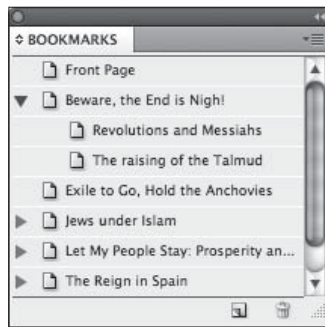 BOOKMARKS
Front Page
Beware, the End is Nigh!
Revolutions and Messiahs
The raising of the Talmud
Exile to Go, Hold the Anchovies
Jews under Islam
Let My People Stay: Prosperity an...
The Reign in Spain